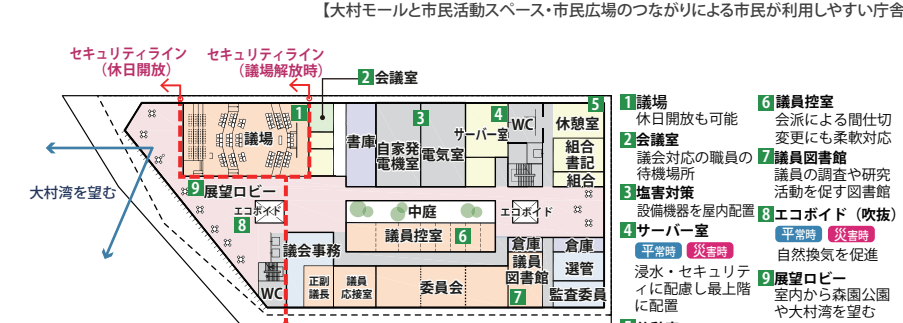 【大村モールと市民活動スペース・市民広場のつながりによる市民が利用しやすい庁舎
セキュリティライン
（休日開放）
セキュリティライン
（議場解放時）
2 会議室
1
議場
書庫
自家発
電機室
3
電気室
4
サーバー室
WC
5
休憩室
組合
書記
組合
大村湾を望む
9 展望ロビー
エコボイド
8
中庭
エコボイド
議員控室 6
議会事務
倉庫
倉庫
議員
図書館
7
選管
WC
正副
議長
議員
応接室
委員会
監査委員
1 議場
休日開放も可能
2 会議室
議会対応の職員の
待機場所
3 塩害対策
設備機器を屋内配置
4 サーバー室
平常時 災害時
浸水・セキュリテ
ィに配慮し最上階
に配置
6 議員控室
会派による間仕切
変更にも柔軟対応
7 議員図書館
議員の調査や研究
活動を促す図書館
8 エコボイド（吹抜）
平常時 災害時
自然換気を促進
9 展望ロビー
室内から森園公園
や大村湾を望む